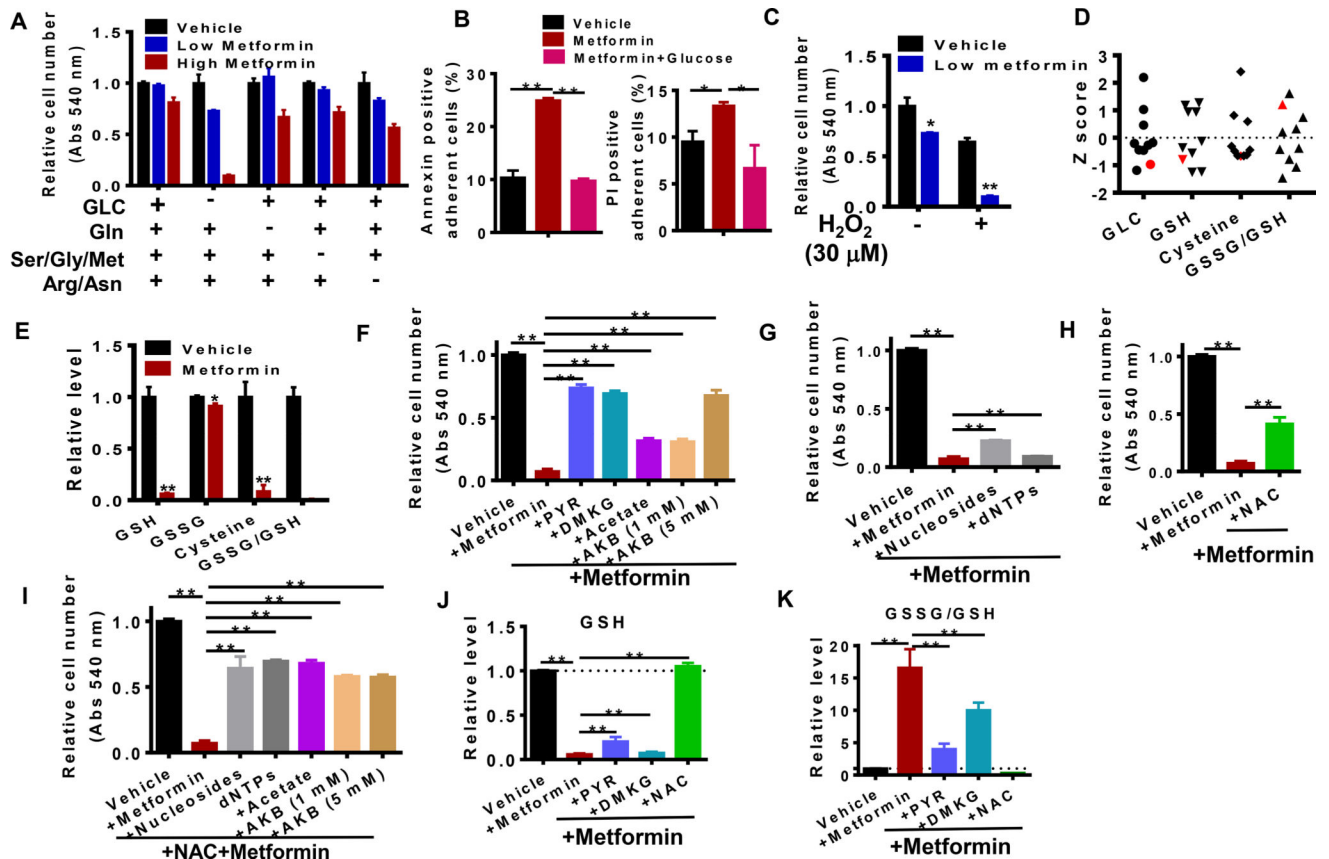 A
Vehicle
Low Metformin
High Metformin
Relative cell number
(Abs 540 nm)
1.5
1.0
0.5
0.0
GLC + - + + +
Gln + + - + +
Ser/Gly/Met + + + - +
Arg/Asn + + + + -
B
Vehicle
Metformin
Metformin+Glucose
Annexin positive
adherent cells (%)
30
20
10
0
** **
PI positive
adherent cells (%)
15
10
5
0
* *
C
Vehicle
Low metformin
Relative cell number
(Abs 540 nm)
1.5
1.0
0.5
0.0
*
**
H2O2
(30 μM)
- +
D
Z score
3
2
1
0
-1
-2
GLC
GSH
Cysteine
GSSG/GSH
E
Vehicle
Metformin
Relative level
1.5
1.0
0.5
0.0
**
*
**
GSH
GSSG
Cysteine
GSSG/GSH
F
Relative cell number
(Abs 540 nm)
1.5
1.0
0.5
0.0
**
**
**
**
**
**
Vehicle
+Metformin
+PYR
+DMKG
+Acetate
+AKB (1 mM)
+AKB (5 mM)
+Metformin
G
Relative cell number
(Abs 540 nm)
1.5
1.0
0.5
0.0
**
**
**
Vehicle
+Metformin
+Nucleosides
+dNTPs
+Metformin
H
Relative cell number
(Abs 540 nm)
1.5
1.0
0.5
0.0
**
**
Vehicle
+Metformin
+NAC
+Metformin
I
Relative cell number
(Abs 540 nm)
1.5
1.0
0.5
0.0
**
**
**
**
**
**
Vehicle
+Metformin
+Nucleosides
dNTPs
+Acetate
+AKB (1 mM)
+AKB (5 mM)
+NAC+Metformin
J
GSH
Relative level
1.5
1.0
0.5
0.0
**
**
**
**
Vehicle
+Metformin
+PYR
+DMKG
+NAC
+Metformin
K
GSSG/GSH
Relative level
20
15
10
5
0
**
**
**
Vehicle
+Metformin
+PYR
+DMKG
+NAC
+Metformin